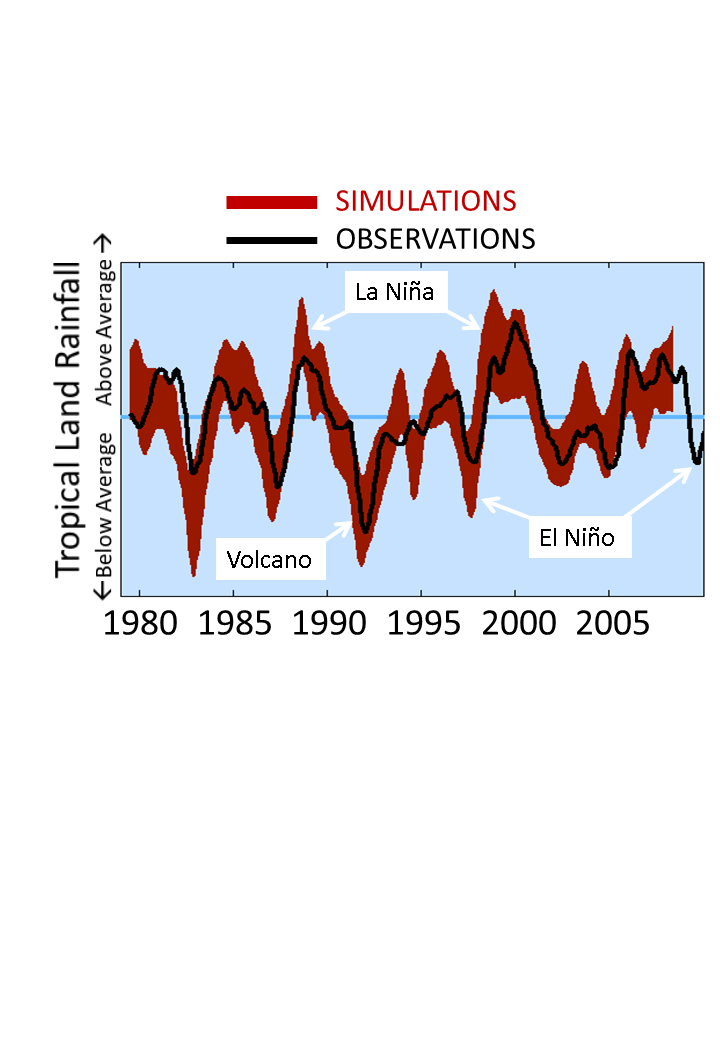 SIMULATIONS
OBSERVATIONS
Tropical Land Rainfall
←Below Average
Above Average →
La Niña
Volcano
El Niño
1980 1985 1990 1995 2000 2005